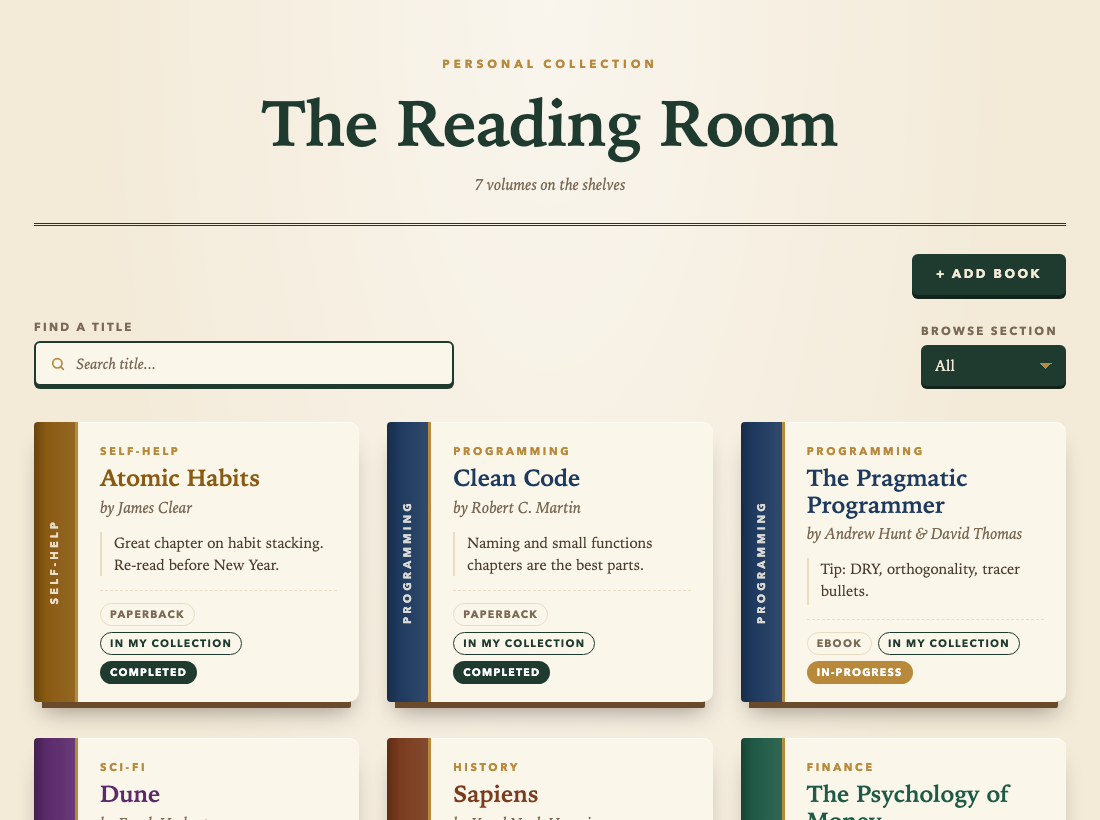 PERSONAL COLLECTION
The Reading Room
7 volumes on the shelves
+ ADD BOOK
FIND A TITLE
Search title...
BROWSE SECTION
All
SELF-HELP
SELF-HELP
Atomic Habits
by James Clear
Great chapter on habit stacking.
Re-read before New Year.
PAPERBACK
IN MY COLLECTION
COMPLETED
PROGRAMMING
PROGRAMMING
Clean Code
by Robert C. Martin
Naming and small functions
chapters are the best parts.
PAPERBACK
IN MY COLLECTION
COMPLETED
PROGRAMMING
PROGRAMMING
The Pragmatic
Programmer
by Andrew Hunt & David Thomas
Tip: DRY, orthogonality, tracer
bullets.
EBOOK
IN MY COLLECTION
IN-PROGRESS
SCI-FI
Dune
HISTORY
Sapiens
FINANCE
The Psychology of
Money